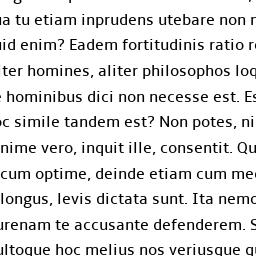 ua tu etiam inprudens utebare non n
uid enim? Eadem fortitudinis ratio r
iter homines, aliter philosophos loq
e hominibus dici non necesse est. Es
oc simile tandem est? Non potes, ni
nime vero, inquit ille, consentit. Qu
cum optime, deinde etiam cum med
longus, levis dictata sunt. Ita nemo
urenam te accusante defenderem. S
ultoque hoc melius nos veriusque qu